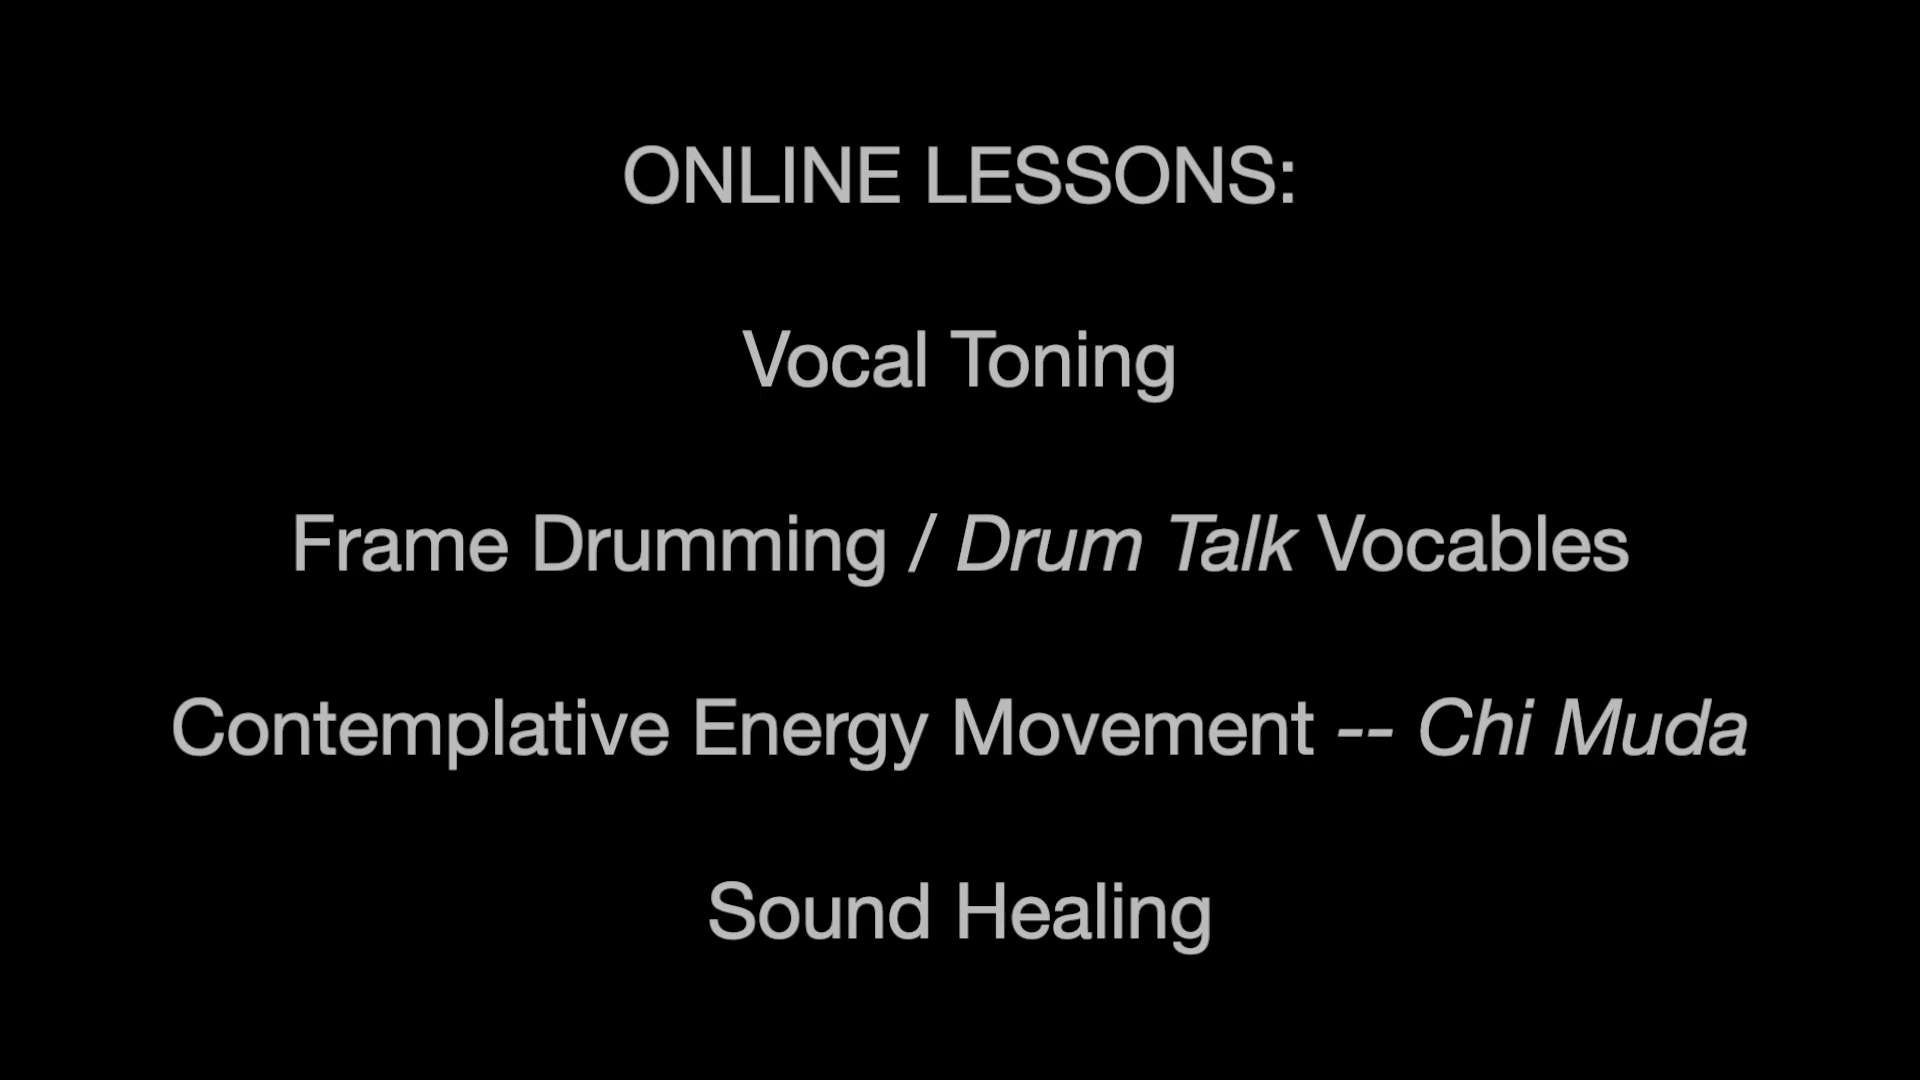 ONLINE LESSONS:
Vocal Toning
Frame Drumming / Drum Talk Vocables
Contemplative Energy Movement -- Chi Muda
Sound Healing